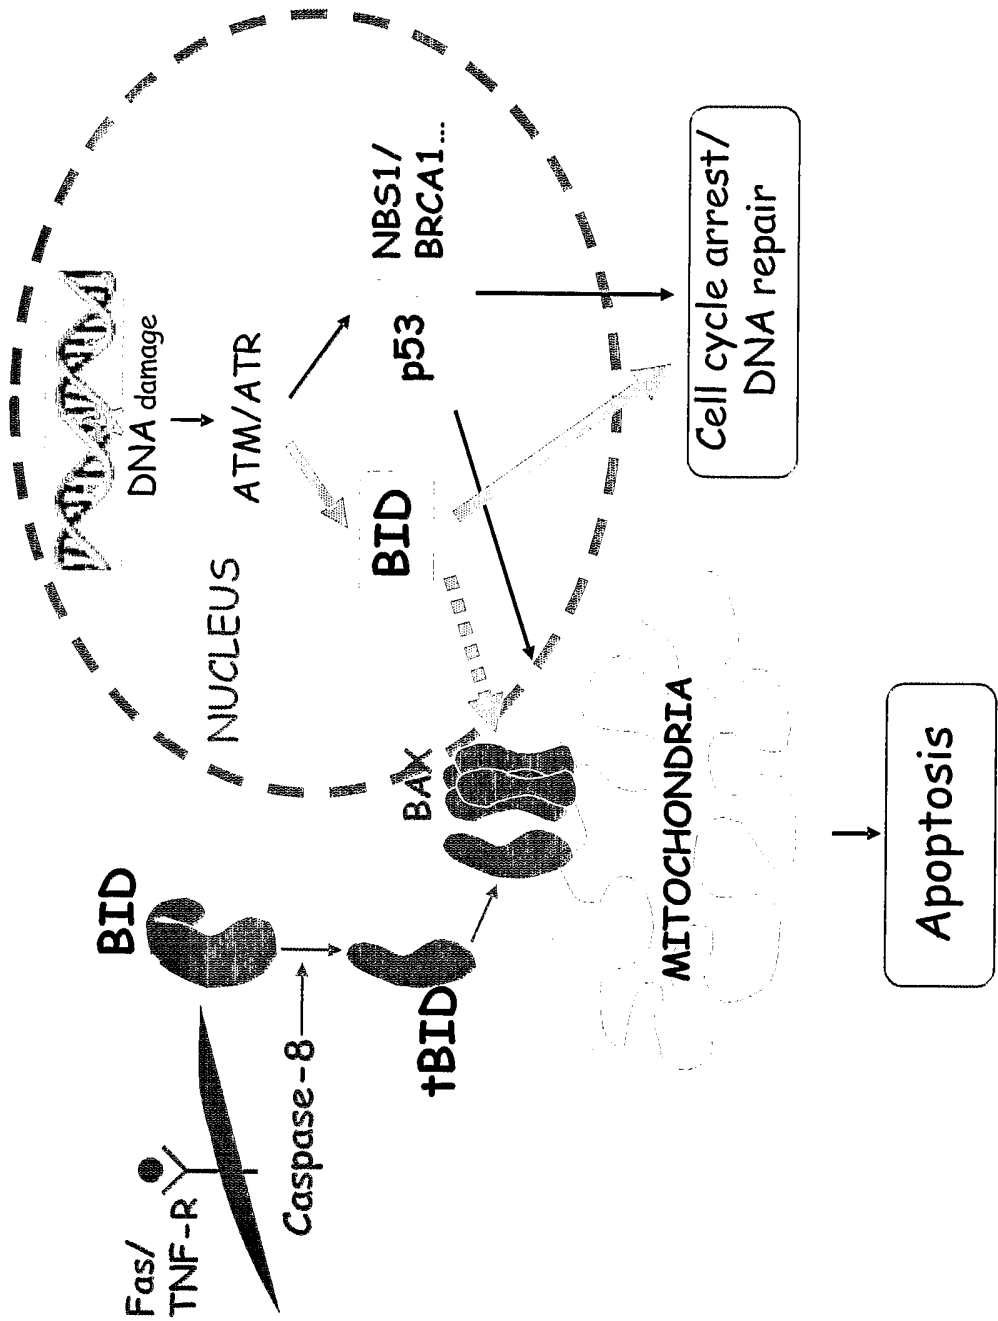 Fas/
TNF-R
BID
Caspase-8
tBID
BAX
NUCLEUS
DNA damage
ATM/ATR
BID
p53
NBS1/
BRCA1...
MITOCHONDRIA
Apoptosis
Cell cycle arrest/
DNA repair